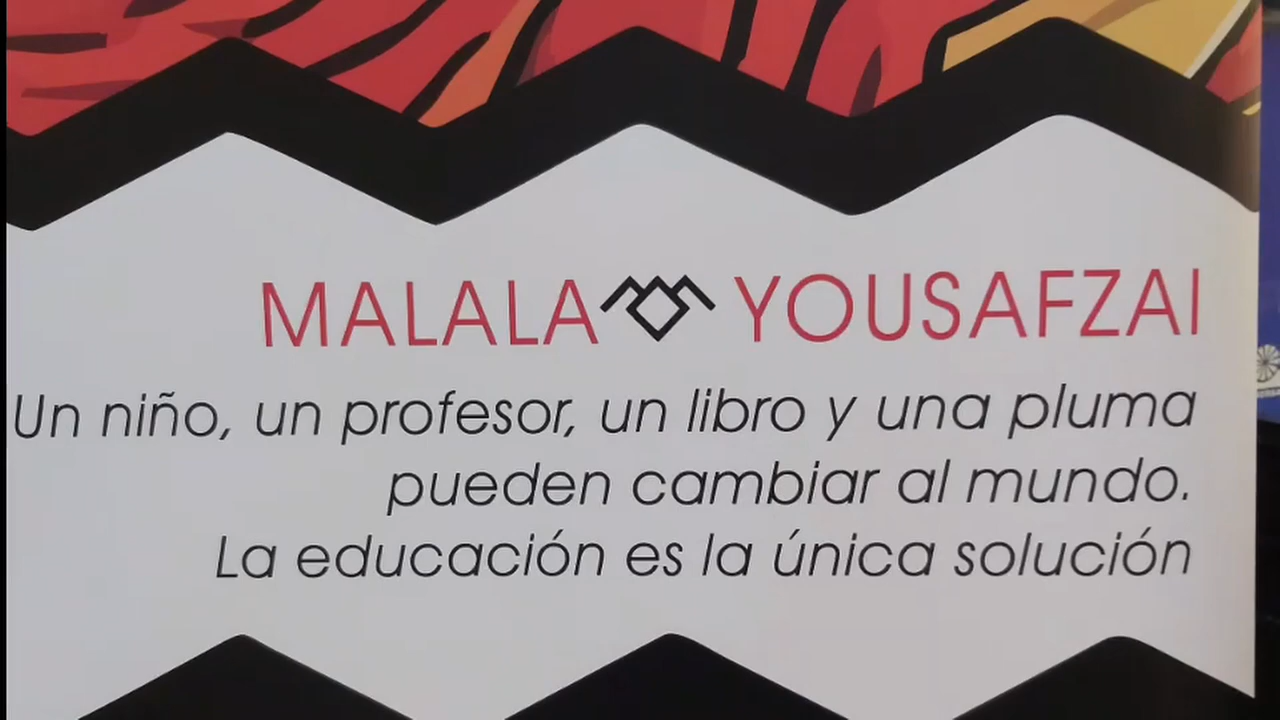 MALALA YOUSAFZAI
Un niño, un profesor, un libro y una pluma
pueden cambiar al mundo.
La educación es la única solución